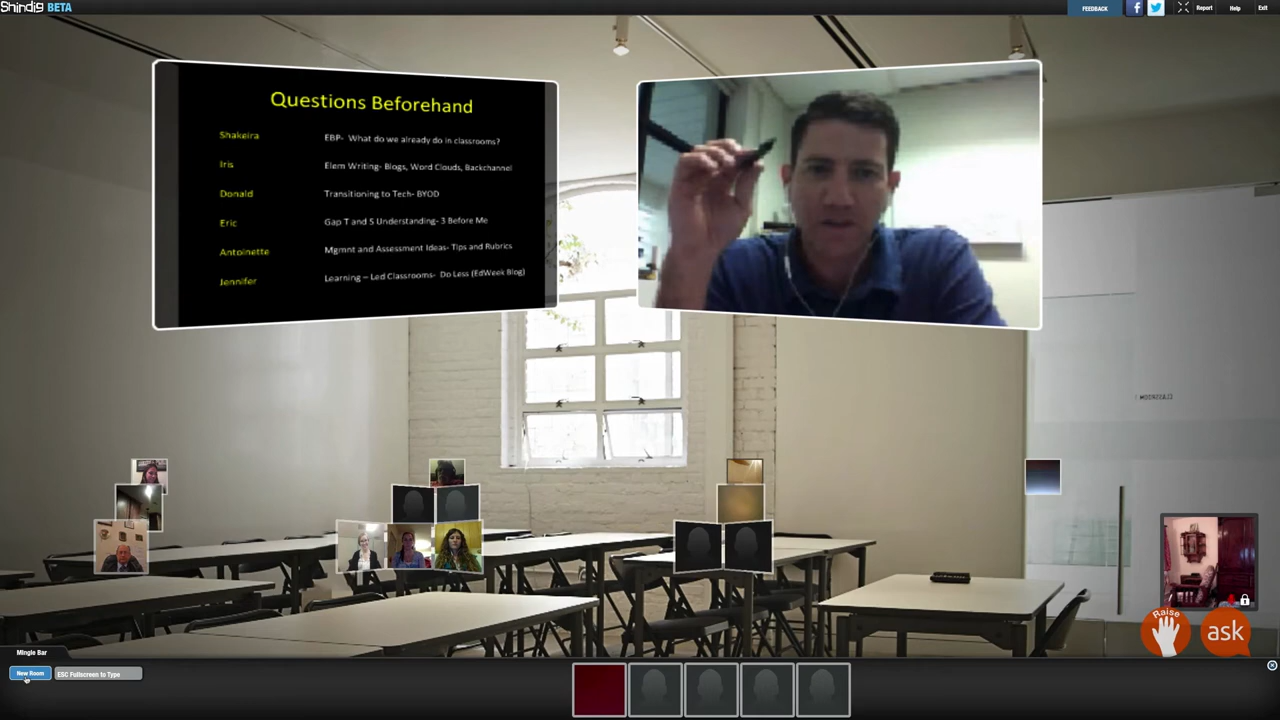 Shindig BETA
FEEDBACK
f
Report
Help
Exit
Questions Beforehand
Shakeira EBP- What do we already do in classrooms?
Iris Elem Writing- Blogs, Word Clouds, Backchannel
Donald Transitioning to Tech- BYOD
Eric Gap T and S Understanding- 3 Before Me
Antoinette Mgmnt and Assessment Ideas- Tips and Rubrics
Jennifer Learning – Led Classrooms- Do Less (EdWeek Blog)
Raise
ask
Mingle Bar
New Room
ESC Fullscreen to Type